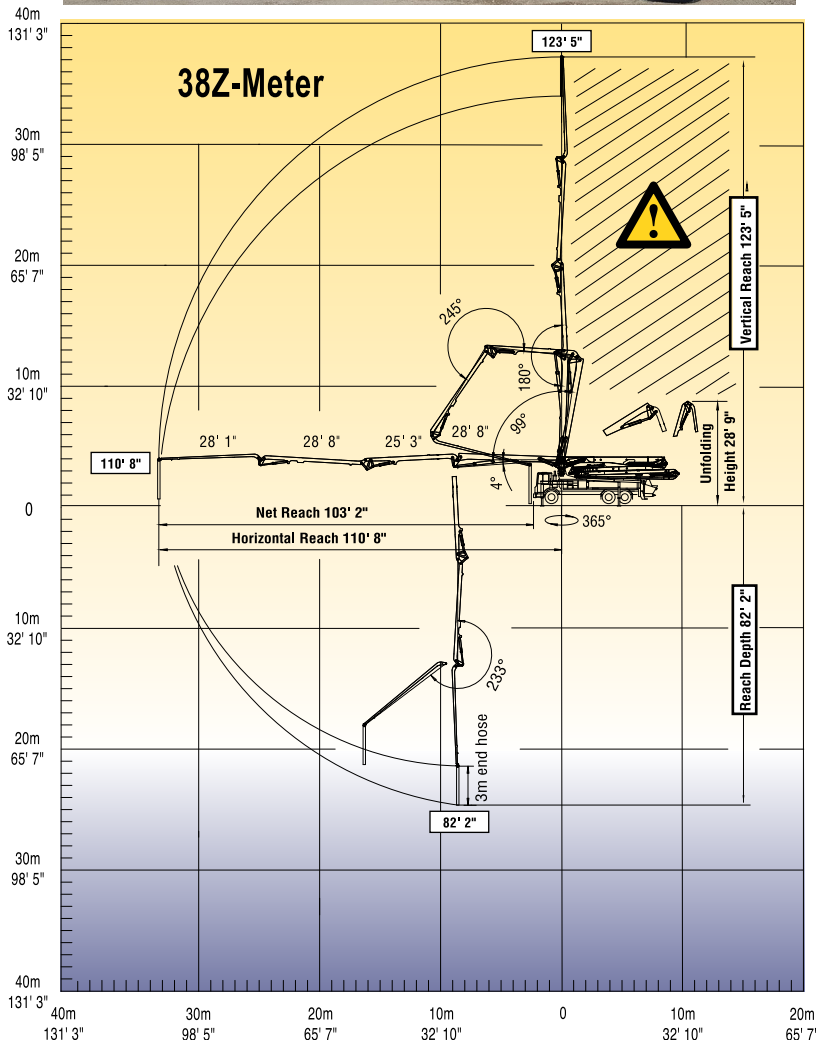 40m
131' 3"
123' 5"
38Z-Meter
30m
98' 5"
!
20m
65' 7"
Vertical Reach 123' 5"
245°
180°
10m
32' 10"
99°
28' 1"
28' 8"
25' 3"
28' 8"
110' 8"
4°
Unfolding
Height 28' 9"
0
Net Reach 103' 2"
365°
Horizontal Reach 110' 8"
10m
32' 10"
233°
Reach Depth 82' 2"
20m
65' 7"
3m end hose
82' 2"
30m
98' 5"
40m
131' 3"
40m
131' 3"
30m
98' 5"
20m
65' 7"
10m
32' 10"
0
10m
32' 10"
20m
65' 7"